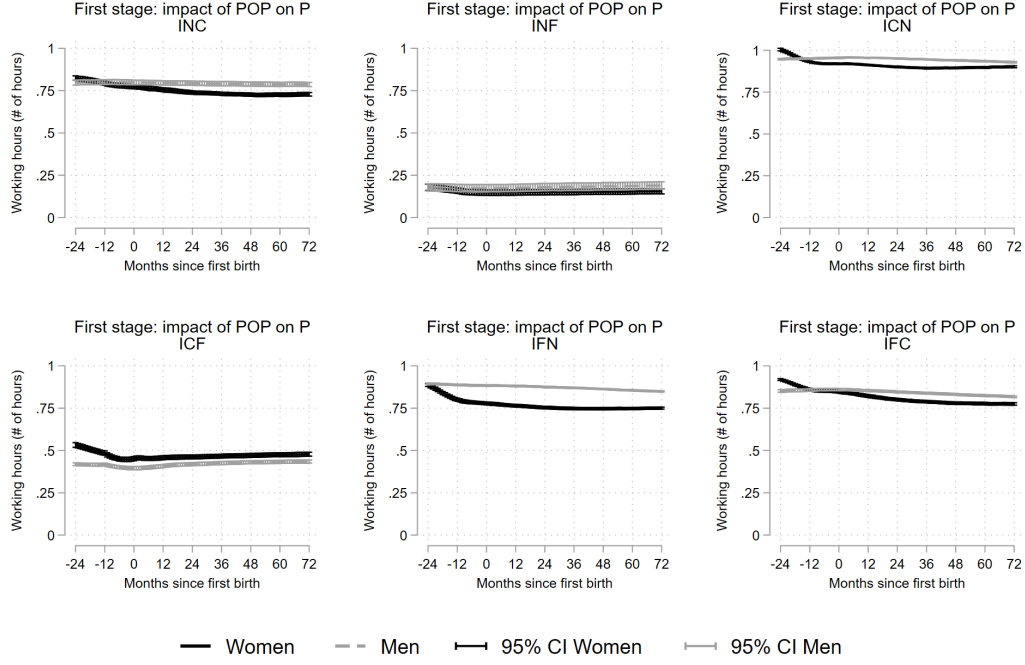 First stage: impact of POP on P
INC
Working hours (# of hours)
1
.75
.5
.25
0
-24 -12 0 12 24 36 48 60 72
Months since first birth
First stage: impact of POP on P
INF
Working hours (# of hours)
1
.75
.5
.25
0
-24 -12 0 12 24 36 48 60 72
Months since first birth
First stage: impact of POP on P
ICN
Working hours (# of hours)
1
.75
.5
.25
0
-24 -12 0 12 24 36 48 60 72
Months since first birth
First stage: impact of POP on P
ICF
Working hours (# of hours)
1
.75
.5
.25
0
-24 -12 0 12 24 36 48 60 72
Months since first birth
First stage: impact of POP on P
IFN
Working hours (# of hours)
1
.75
.5
.25
0
-24 -12 0 12 24 36 48 60 72
Months since first birth
First stage: impact of POP on P
IFC
Working hours (# of hours)
1
.75
.5
.25
0
-24 -12 0 12 24 36 48 60 72
Months since first birth
Women Men 95% CI Women 95% CI Men